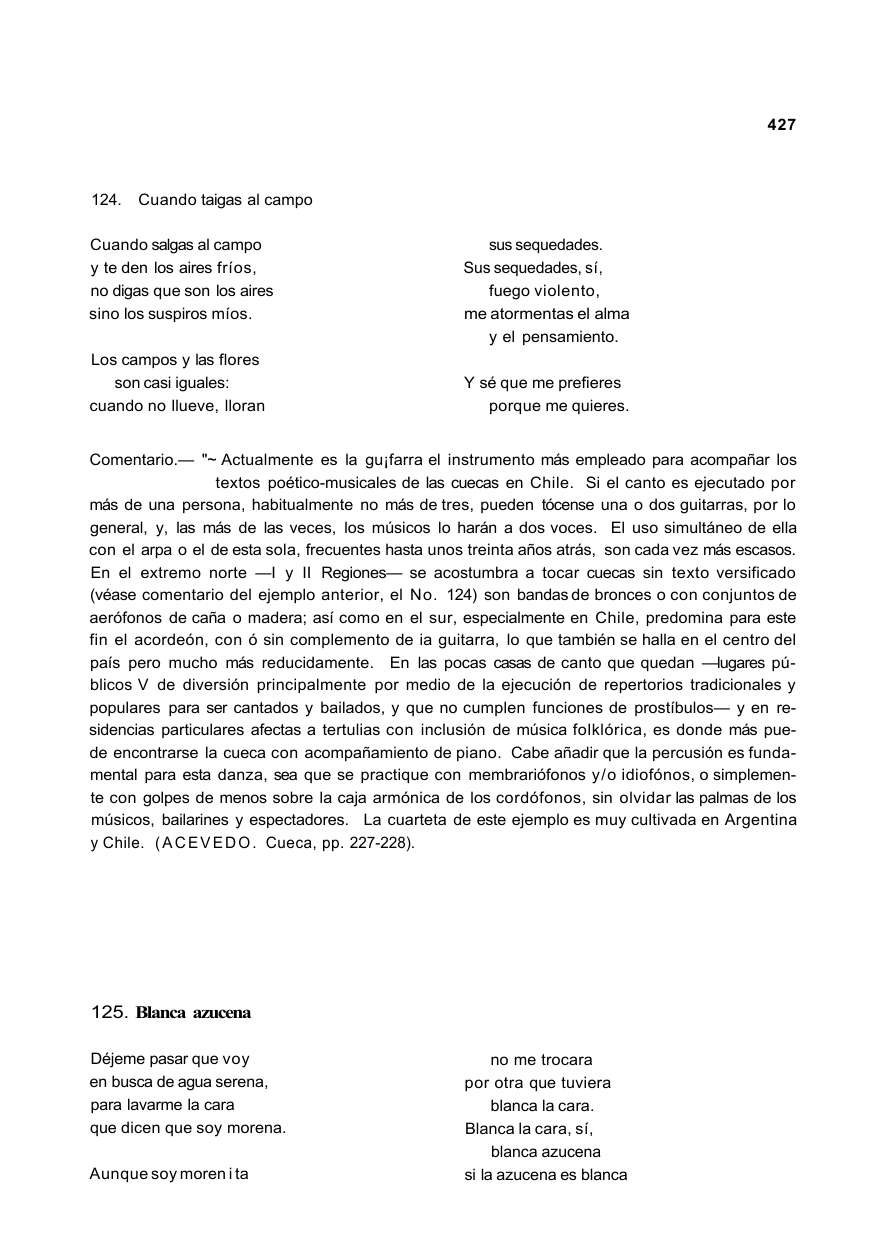 427
124. Cuando taigas al campo
Cuando salgas al campo
y te den los aires fríos,
no digas que son los aires
sino los suspiros míos.
Los campos y las flores
son casi iguales:
cuando no llueve, lloran
sus sequedades.
Sus sequedades, sí,
fuego violento,
me atormentas el alma
y el pensamiento.
Y sé que me prefieres
porque me quieres.
Comentario.— "~ Actualmente es la gu¡farra el instrumento más empleado para acompañar los
textos poético-musicales de las cuecas en Chile. Si el canto es ejecutado por
más de una persona, habitualmente no más de tres, pueden tócense una o dos guitarras, por lo
general, y, las más de las veces, los músicos lo harán a dos voces. El uso simultáneo de ella
con el arpa o el de esta sola, frecuentes hasta unos treinta años atrás, son cada vez más escasos.
En el extremo norte —I y II Regiones— se acostumbra a tocar cuecas sin texto versificado
(véase comentario del ejemplo anterior, el No. 124) son bandas de bronces o con conjuntos de
aerófonos de caña o madera; así como en el sur, especialmente en Chile, predomina para este
fin el acordeón, con ó sin complemento de ia guitarra, lo que también se halla en el centro del
país pero mucho más reducidamente. En las pocas casas de canto que quedan —lugares pú-
blicos V de diversión principalmente por medio de la ejecución de repertorios tradicionales y
populares para ser cantados y bailados, y que no cumplen funciones de prostíbulos— y en re-
sidencias particulares afectas a tertulias con inclusión de música folklórica, es donde más pue-
de encontrarse la cueca con acompañamiento de piano. Cabe añadir que la percusión es funda-
mental para esta danza, sea que se practique con membrariófonos y/o idiofónos, o simplemen-
te con golpes de menos sobre la caja armónica de los cordófonos, sin olvidar las palmas de los
músicos, bailarines y espectadores. La cuarteta de este ejemplo es muy cultivada en Argentina
y Chile. (ACEVEDO. Cueca, pp. 227-228).
125. Blanca azucena
Déjeme pasar que voy
en busca de agua serena,
para lavarme la cara
que dicen que soy morena.
Aunque soy moren i ta
no me trocara
por otra que tuviera
blanca la cara.
Blanca la cara, sí,
blanca azucena
si la azucena es blanca